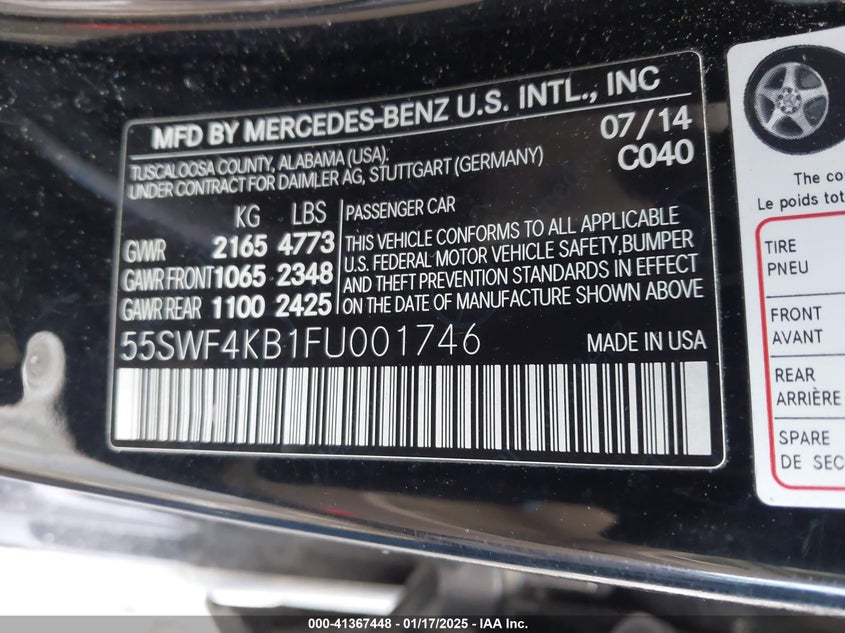 MFD BY MERCEDES-BENZ U.S. INTL., INC
TUSCALOOSA COUNTY, ALABAMA (USA).
UNDER CONTRACT FOR DAIMLER AG, STUTTGART (GERMANY)
07/14
C040
KG LBS
GVWR 2165 4773
GAWR FRONT 1065 2348
GAWR REAR 1100 2425
PASSENGER CAR
THIS VEHICLE CONFORMS TO ALL APPLICABLE
U.S. FEDERAL MOTOR VEHICLE SAFETY, BUMPER
AND THEFT PREVENTION STANDARDS IN EFFECT
ON THE DATE OF MANUFACTURE SHOWN ABOVE
55SWF4KB1FU001746
MADE IN USA
The co
Le poids tot
TIRE
PNEU
FRONT
AVANT
REAR
ARRIÈRE
SPARE
DE SEC
000-41367448 - 01/17/2025 - IAA Inc.